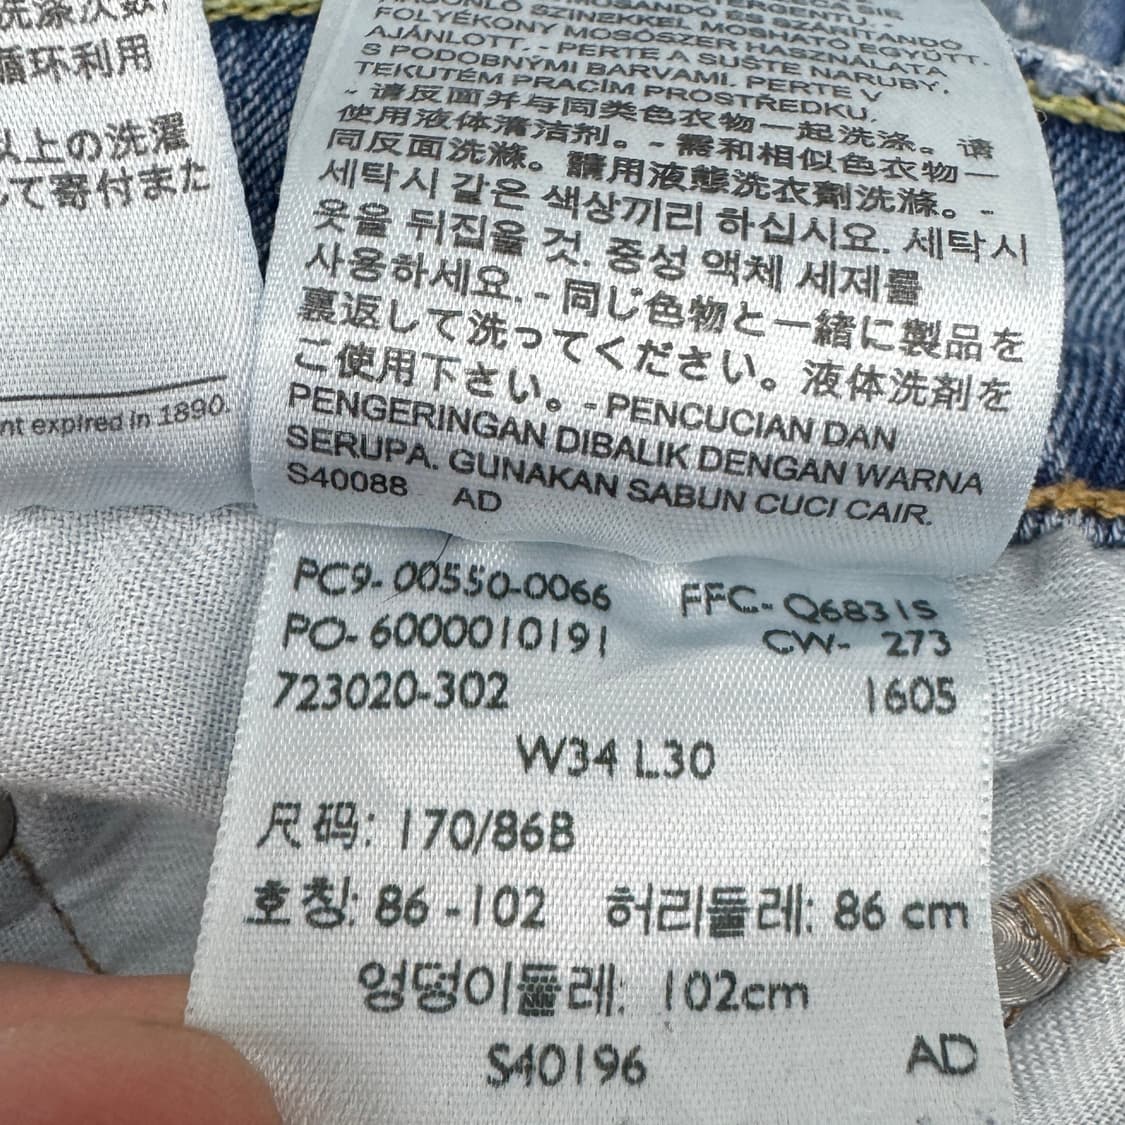 循环利用
以上の洗濯
して寄付また
nt expired in 1890.
FOLYÉKONY MOSÓSZER HASZNÁLATA
AJÁNLOTT. - PERTE A SUŠTE NARUBY,
S PODOBNÝMI BARVAMI. PERTE V
TEKUTÉM PRACÍM PROSTŘEDKU.
- 请反面并与同类色衣物一起洗涤。请
使用液体清洁剂。- 需和相似色衣物一
同反面洗滌。請用液態洗衣劑洗滌。-
세탁시 같은 색상끼리 하십시요. 세탁시
옷을 뒤집을 것. 중성 액체 세제를
사용하세요. - 同じ色物と一緒に製品を
裏返して洗ってください。液体洗剤を
ご使用下さい。- PENCUCIAN DAN
PENGERINGAN DIBALIK DENGAN WARNA
SERUPA. GUNAKAN SABUN CUCI CAIR.
S40088 AD
PC9-00550-0066 FFC-Q6831S
PO-6000010191 CW- 273
723020-302 1605
W34 L30
尺码: 170/86B
호칭: 86 -102 허리둘레: 86 cm
엉덩이둘레: 102cm
S40196 AD